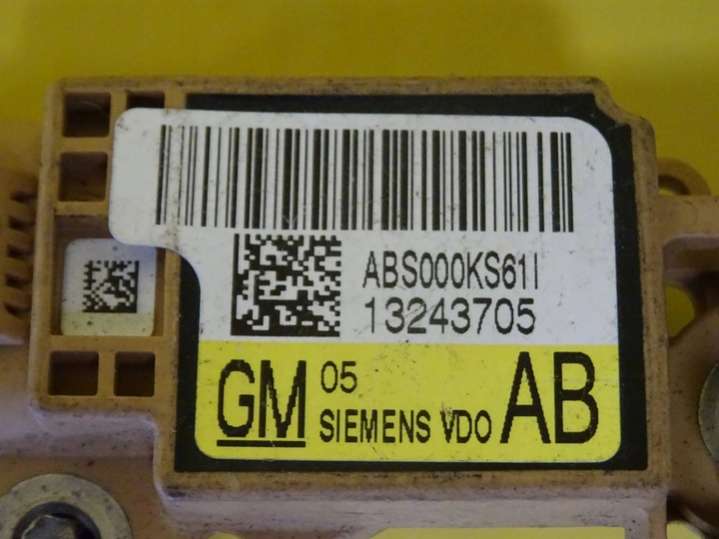 ABS000KS61I
13243705
GM 05
SIEMENS VDO AB